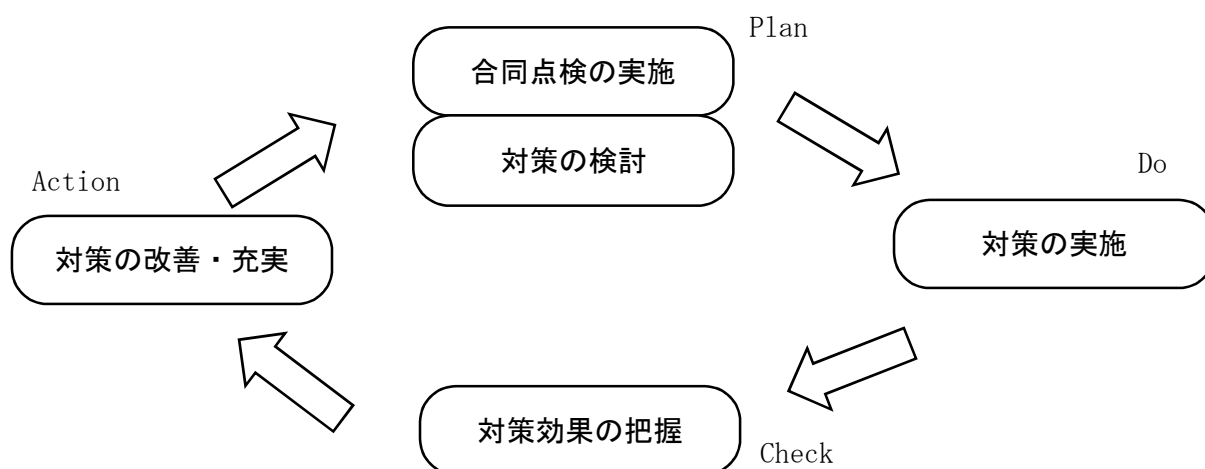 Plan
合同点検の実施
対策の検討
Do
対策の実施
Action
対策の改善・充実
対策効果の把握
Check